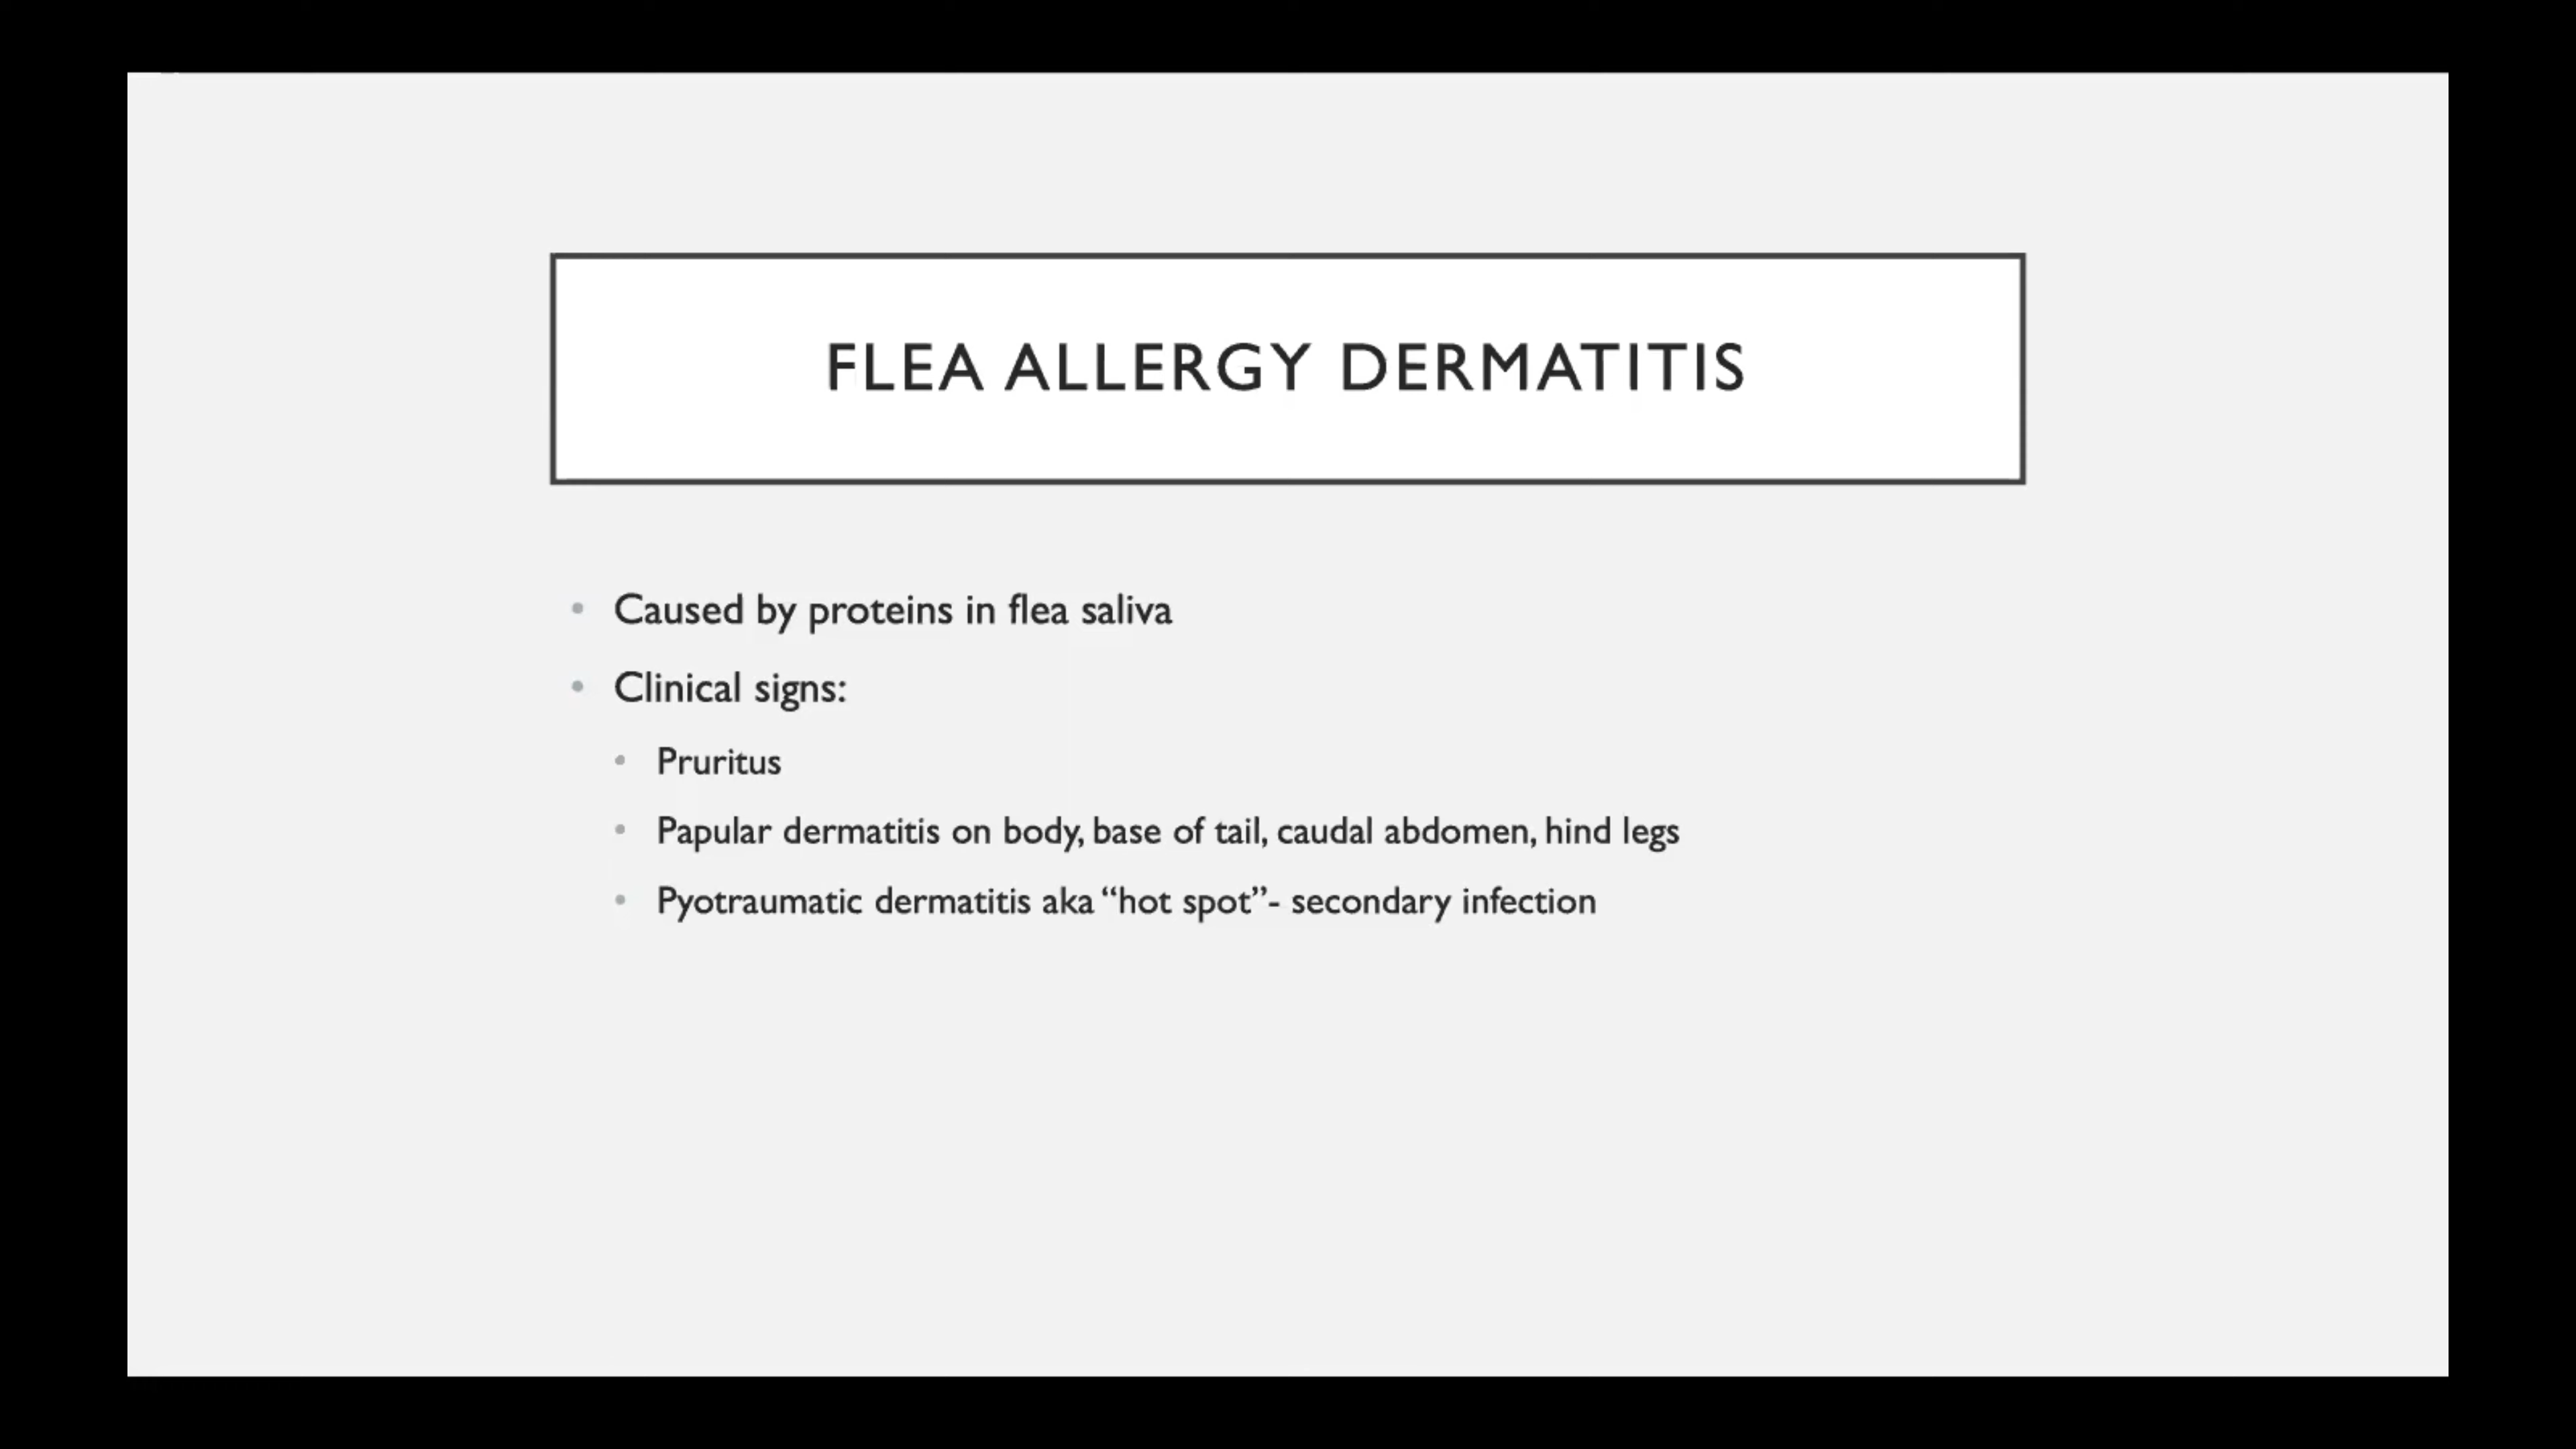 FLEA ALLERGY DERMATITIS
• Caused by proteins in flea saliva
• Clinical signs:
• Pruritus
• Papular dermatitis on body, base of tail, caudal abdomen, hind legs
• Pyotraumatic dermatitis aka “hot spot”- secondary infection